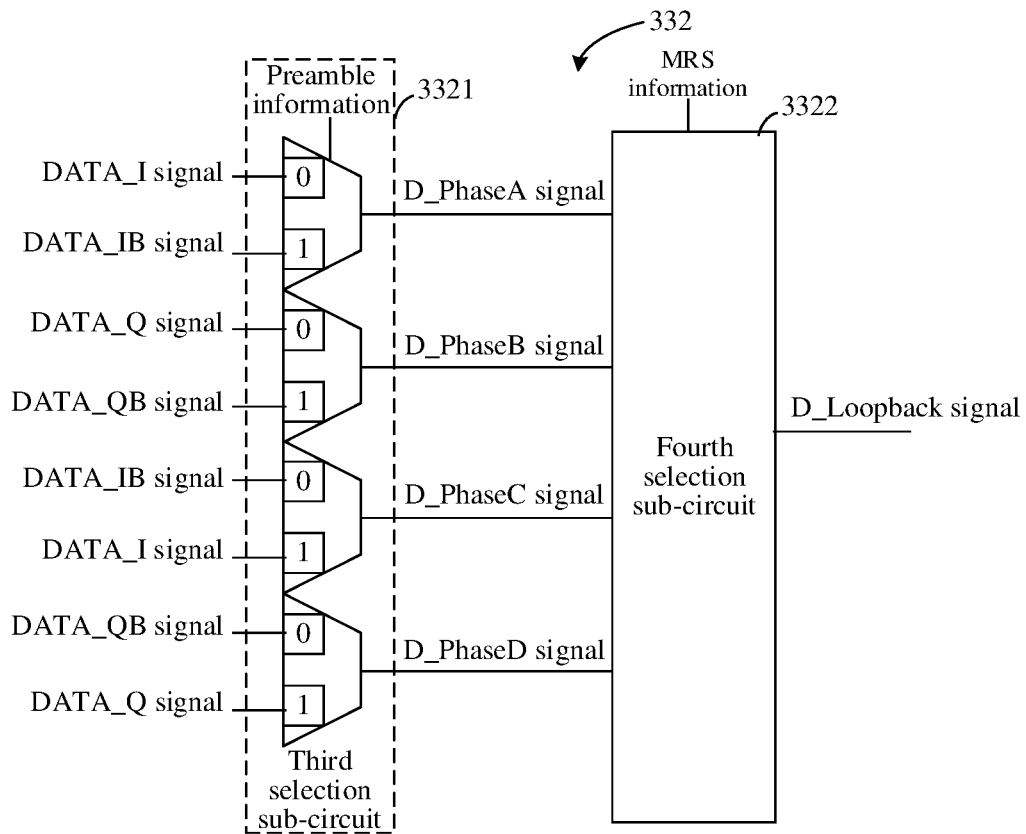 332
Preamble
information
3321
MRS
information
3322
DATA_I signal
0
D_PhaseA signal
DATA_IB signal
1
DATA_Q signal
0
D_PhaseB signal
DATA_QB signal
1
D_Loopback signal
DATA_IB signal
0
D_PhaseC signal
Fourth
selection
sub-circuit
DATA_I signal
1
DATA_QB signal
0
D_PhaseD signal
DATA_Q signal
1
Third
selection
sub-circuit